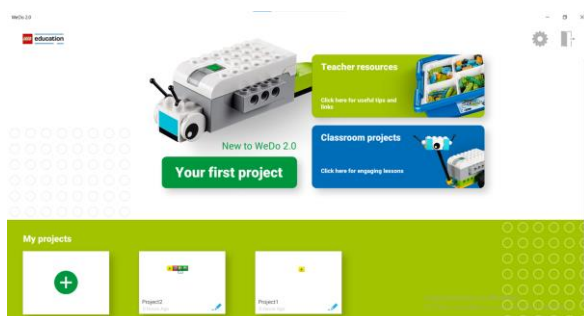 WeDo 2.0
LEGO education
Teacher resources
Click here for useful tips and
links
New to WeDo 2.0
Your first project
Classroom projects
Click here for engaging lessons
My projects
Project2
Project1